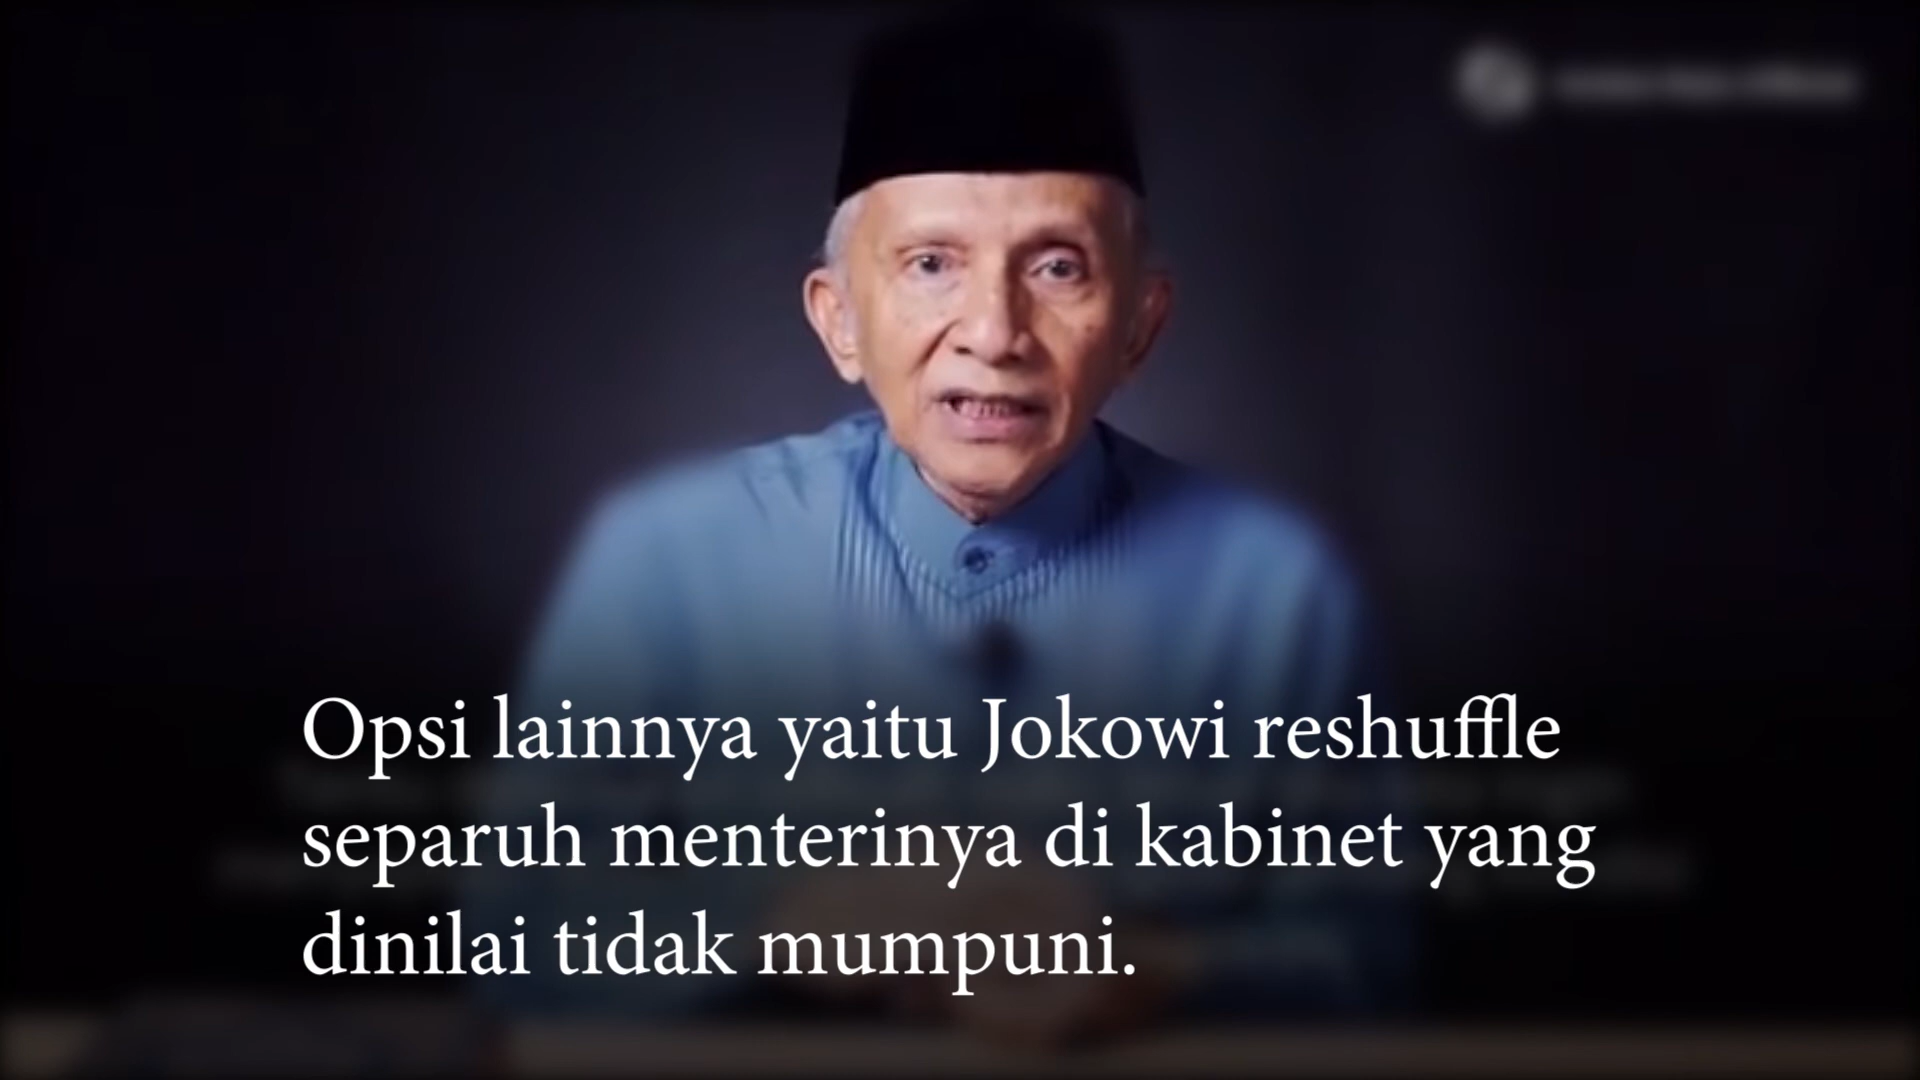 Opsi lainnya yaitu Jokowi reshuffle
separuh menterinya di kabinet yang
dinilai tidak mumpuni.